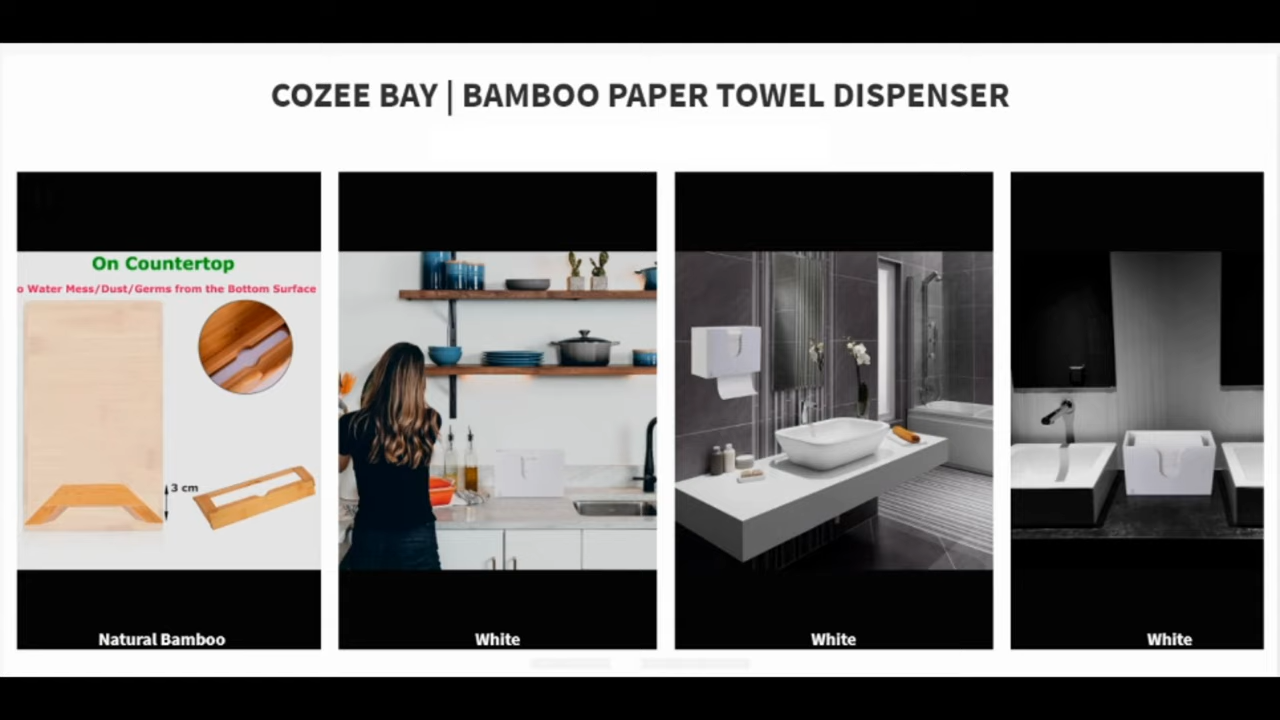 COZEE BAY | BAMBOO PAPER TOWEL DISPENSER
On Countertop
o Water Mess/Dust/Germs from the Bottom Surface
3 cm
Natural Bamboo
White
White
White